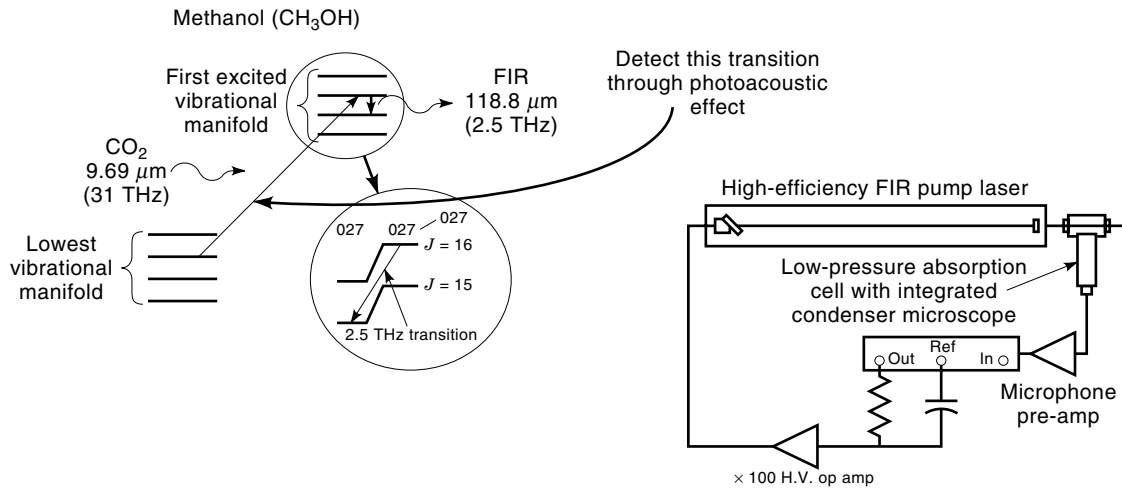 Methanol (CH₃OH)
First excited
vibrational
manifold
FIR
118.8 μm
(2.5 THz)
Detect this transition
through photoacoustic
effect
CO₂
9.69 μm
(31 THz)
Lowest
vibrational
manifold
027
027
027
J = 16
J = 15
2.5 THz transition
High-efficiency FIR pump laser
Low-pressure absorption
cell with integrated
condenser microscope
Out
Ref
In
Microphone
pre-amp
× 100 H.V. op amp